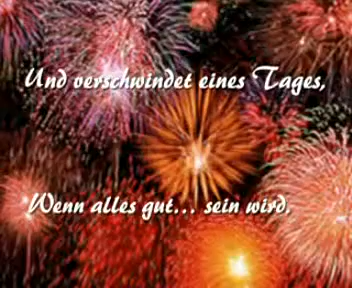 Und verschwindet eines Tages,
Wenn alles gut... sein wird.